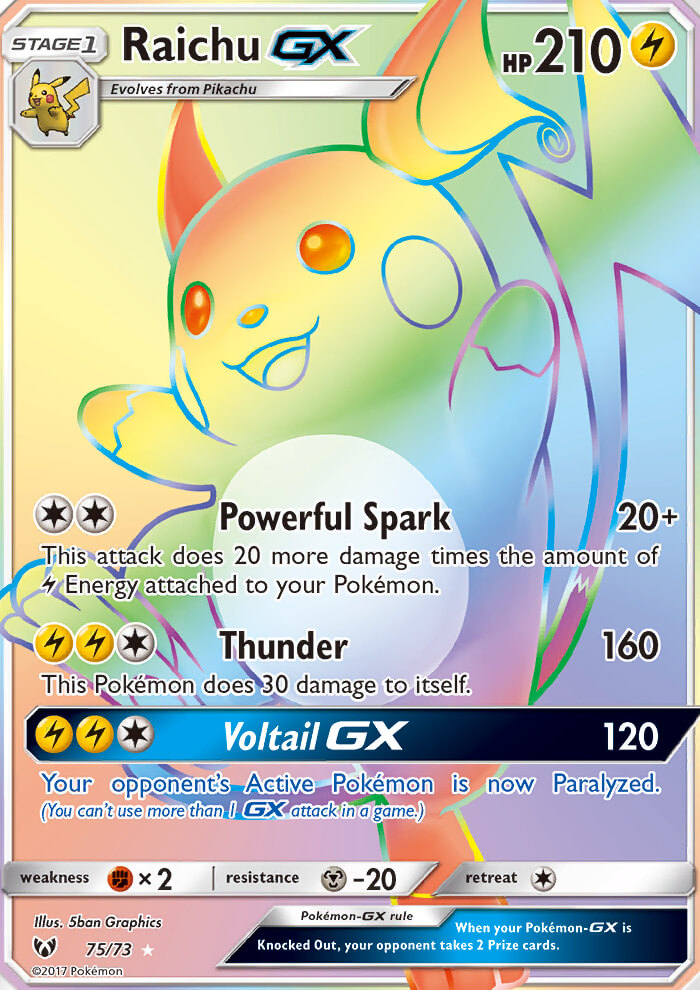 STAGE 1 Raichu GX HP 210
Evolves from Pikachu
Powerful Spark 20+
This attack does 20 more damage times the amount of
Energy attached to your Pokémon.
Thunder 160
This Pokémon does 30 damage to itself.
Voltail GX 120
Your opponent's Active Pokémon is now Paralyzed.
(You can't use more than 1 GX attack in a game.)
weakness ×2 resistance -20 retreat
Illus. 5ban Graphics
75/73
©2017 Pokémon
Pokémon-GX rule
When your Pokémon-GX is
Knocked Out, your opponent takes 2 Prize cards.